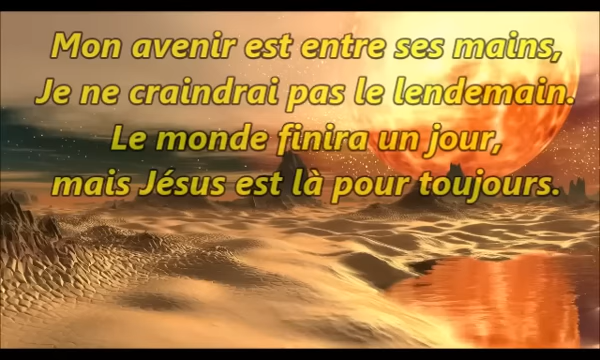 Mon avenir est entre ses mains,
Je ne craindrai pas le lendemain.
Le monde finira un jour,
mais Jésus est là pour toujours.